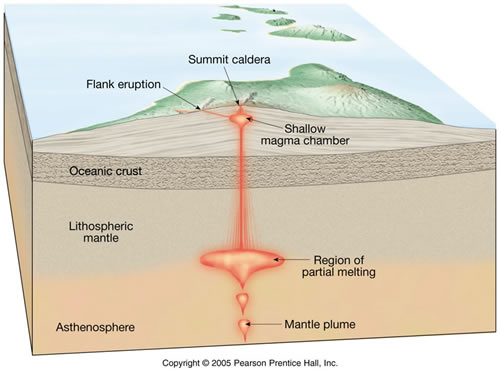 Summit caldera
Flank eruption
Shallow
magma chamber
Oceanic crust
Lithospheric
mantle
Region of
partial melting
Asthenosphere
Mantle plume
Copyright © 2005 Pearson Prentice Hall, Inc.